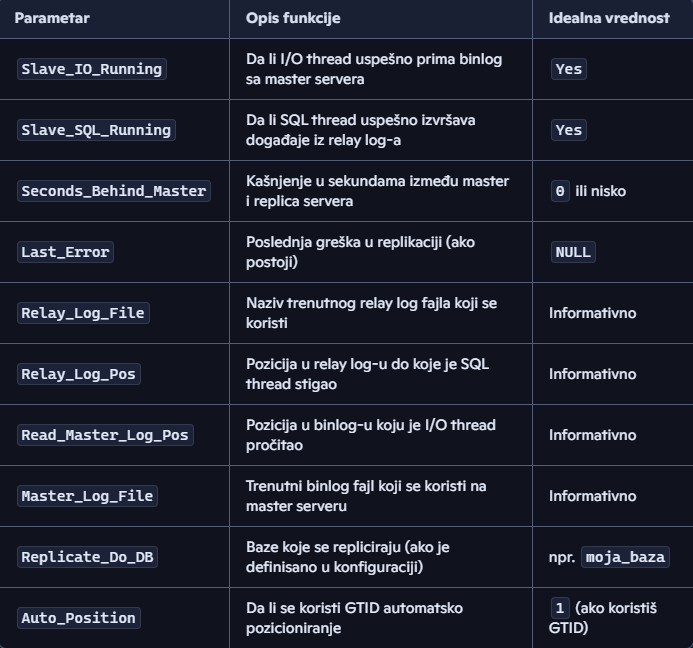 Parametar Opis funkcije Idealna vrednost
Slave_IO_Running Da li I/O thread uspešno prima binlog Yes
sa master servera
Slave_SQL_Running Da li SQL thread uspešno izvršava Yes
događaje iz relay log-a
Seconds_Behind_Master Kašnjenje u sekundama između master 0 ili nisko
i replica servera
Last_Error Poslednja greška u replikaciji (ako NULL
postoji)
Relay_Log_File Naziv trenutnog relay log fajla koji se Informativno
koristi
Relay_Log_Pos Pozicija u relay log-u do koje je SQL Informativno
thread stigao
Read_Master_Log_Pos Pozicija u binlog-u koju je I/O thread Informativno
pročitao
Master_Log_File Trenutni binlog fajl koji se koristi na Informativno
master serveru
Replicate_Do_DB Baze koje se repliciraju (ako je npr. moja_baza
definisano u konfiguraciji)
Auto_Position Da li se koristi GTID automatsko 1 (ako koristiš
pozicioniranje GTID)